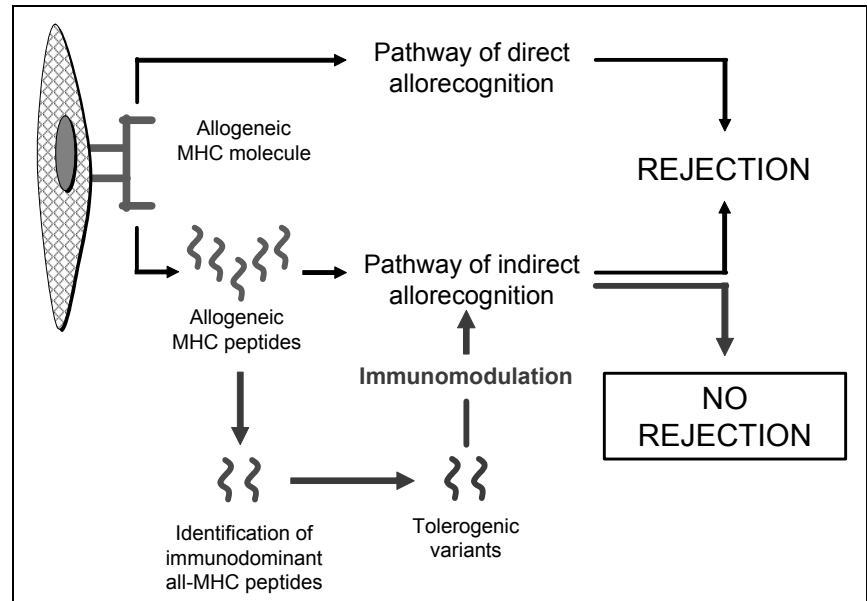 Pathway of direct
allorecognition
Allogeneic
MHC molecule
REJECTION
Pathway of indirect
allorecognition
Allogeneic
MHC peptides
Immunomodulation
NO
REJECTION
Identification of
immunodominant
all-MHC peptides
Tolerogenic
variants